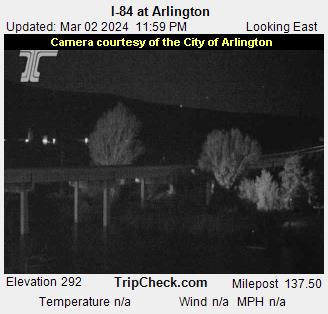 I-84 at Arlington
Updated: Mar 02 2024 11:59 PM Looking East
Camera courtesy of the City of Arlington
Elevation 292 TripCheck.com Milepost 137.50
Temperature n/a Wind n/a MPH n/a